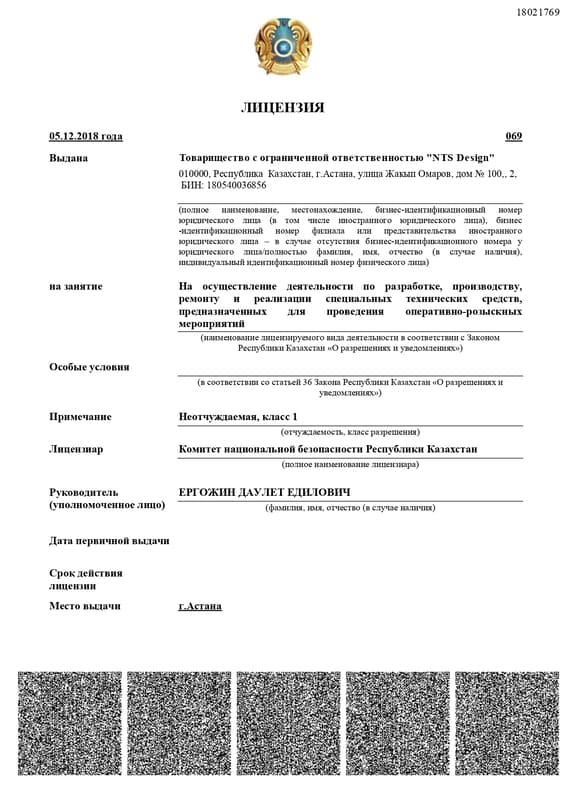 18021769
ЛИЦЕНЗИЯ
05.12.2018 года 069
Выдана Товарищество с ограниченной ответственностью "NTS Design"
010000, Республика Казахстан, г.Астана, улица Жакып Омаров, дом № 100,, 2,
БИН: 180540036856
(полное наименование, местонахождение, бизнес-идентификационный номер
юридического лица (в том числе иностранного юридического лица), бизнес
-идентификационный номер филиала или представительства иностранного
юридического лица – в случае отсутствия бизнес-идентификационного номера у
юридического лица/полностью фамилия, имя, отчество (в случае наличия),
индивидуальный идентификационный номер физического лица)
на занятие На осуществление деятельности по разработке, производству,
ремонту и реализации специальных технических средств,
предназначенных для проведения оперативно-розыскных
мероприятий
(наименование лицензируемого вида деятельности в соответствии с Законом
Республики Казахстан «О разрешениях и уведомлениях»)
Особые условия
(в соответствии со статьей 36 Закона Республики Казахстан «О разрешениях и
уведомлениях»)
Примечание Неотчуждаемая, класс 1
(отчуждаемость, класс разрешения)
Лицензиар Комитет национальной безопасности Республики Казахстан
(полное наименование лицензиара)
Руководитель ЕРГОЖИН ДАУЛЕТ ЕДИЛОВИЧ
(уполномоченное лицо) (фамилия, имя, отчество (в случае наличия)
Дата первичной выдачи
Срок действия
лицензии
Место выдачи г.Астана